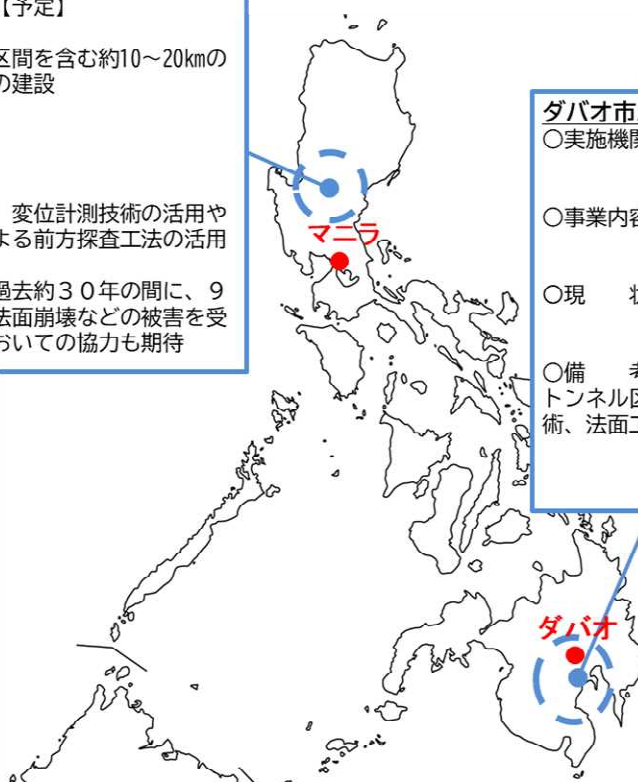 【予定】
区間を含む約10～20kmの
の建設
変位計測技術の活用や
よる前方探査工法の活用
過去約３０年の間に、９
法面崩壊などの被害を受
おいての協力も期待
マニラ
ダバオ市
○実施機関
○事業内容
○現　　状
○備　　考
トンネル区
術、法面工
ダバオ